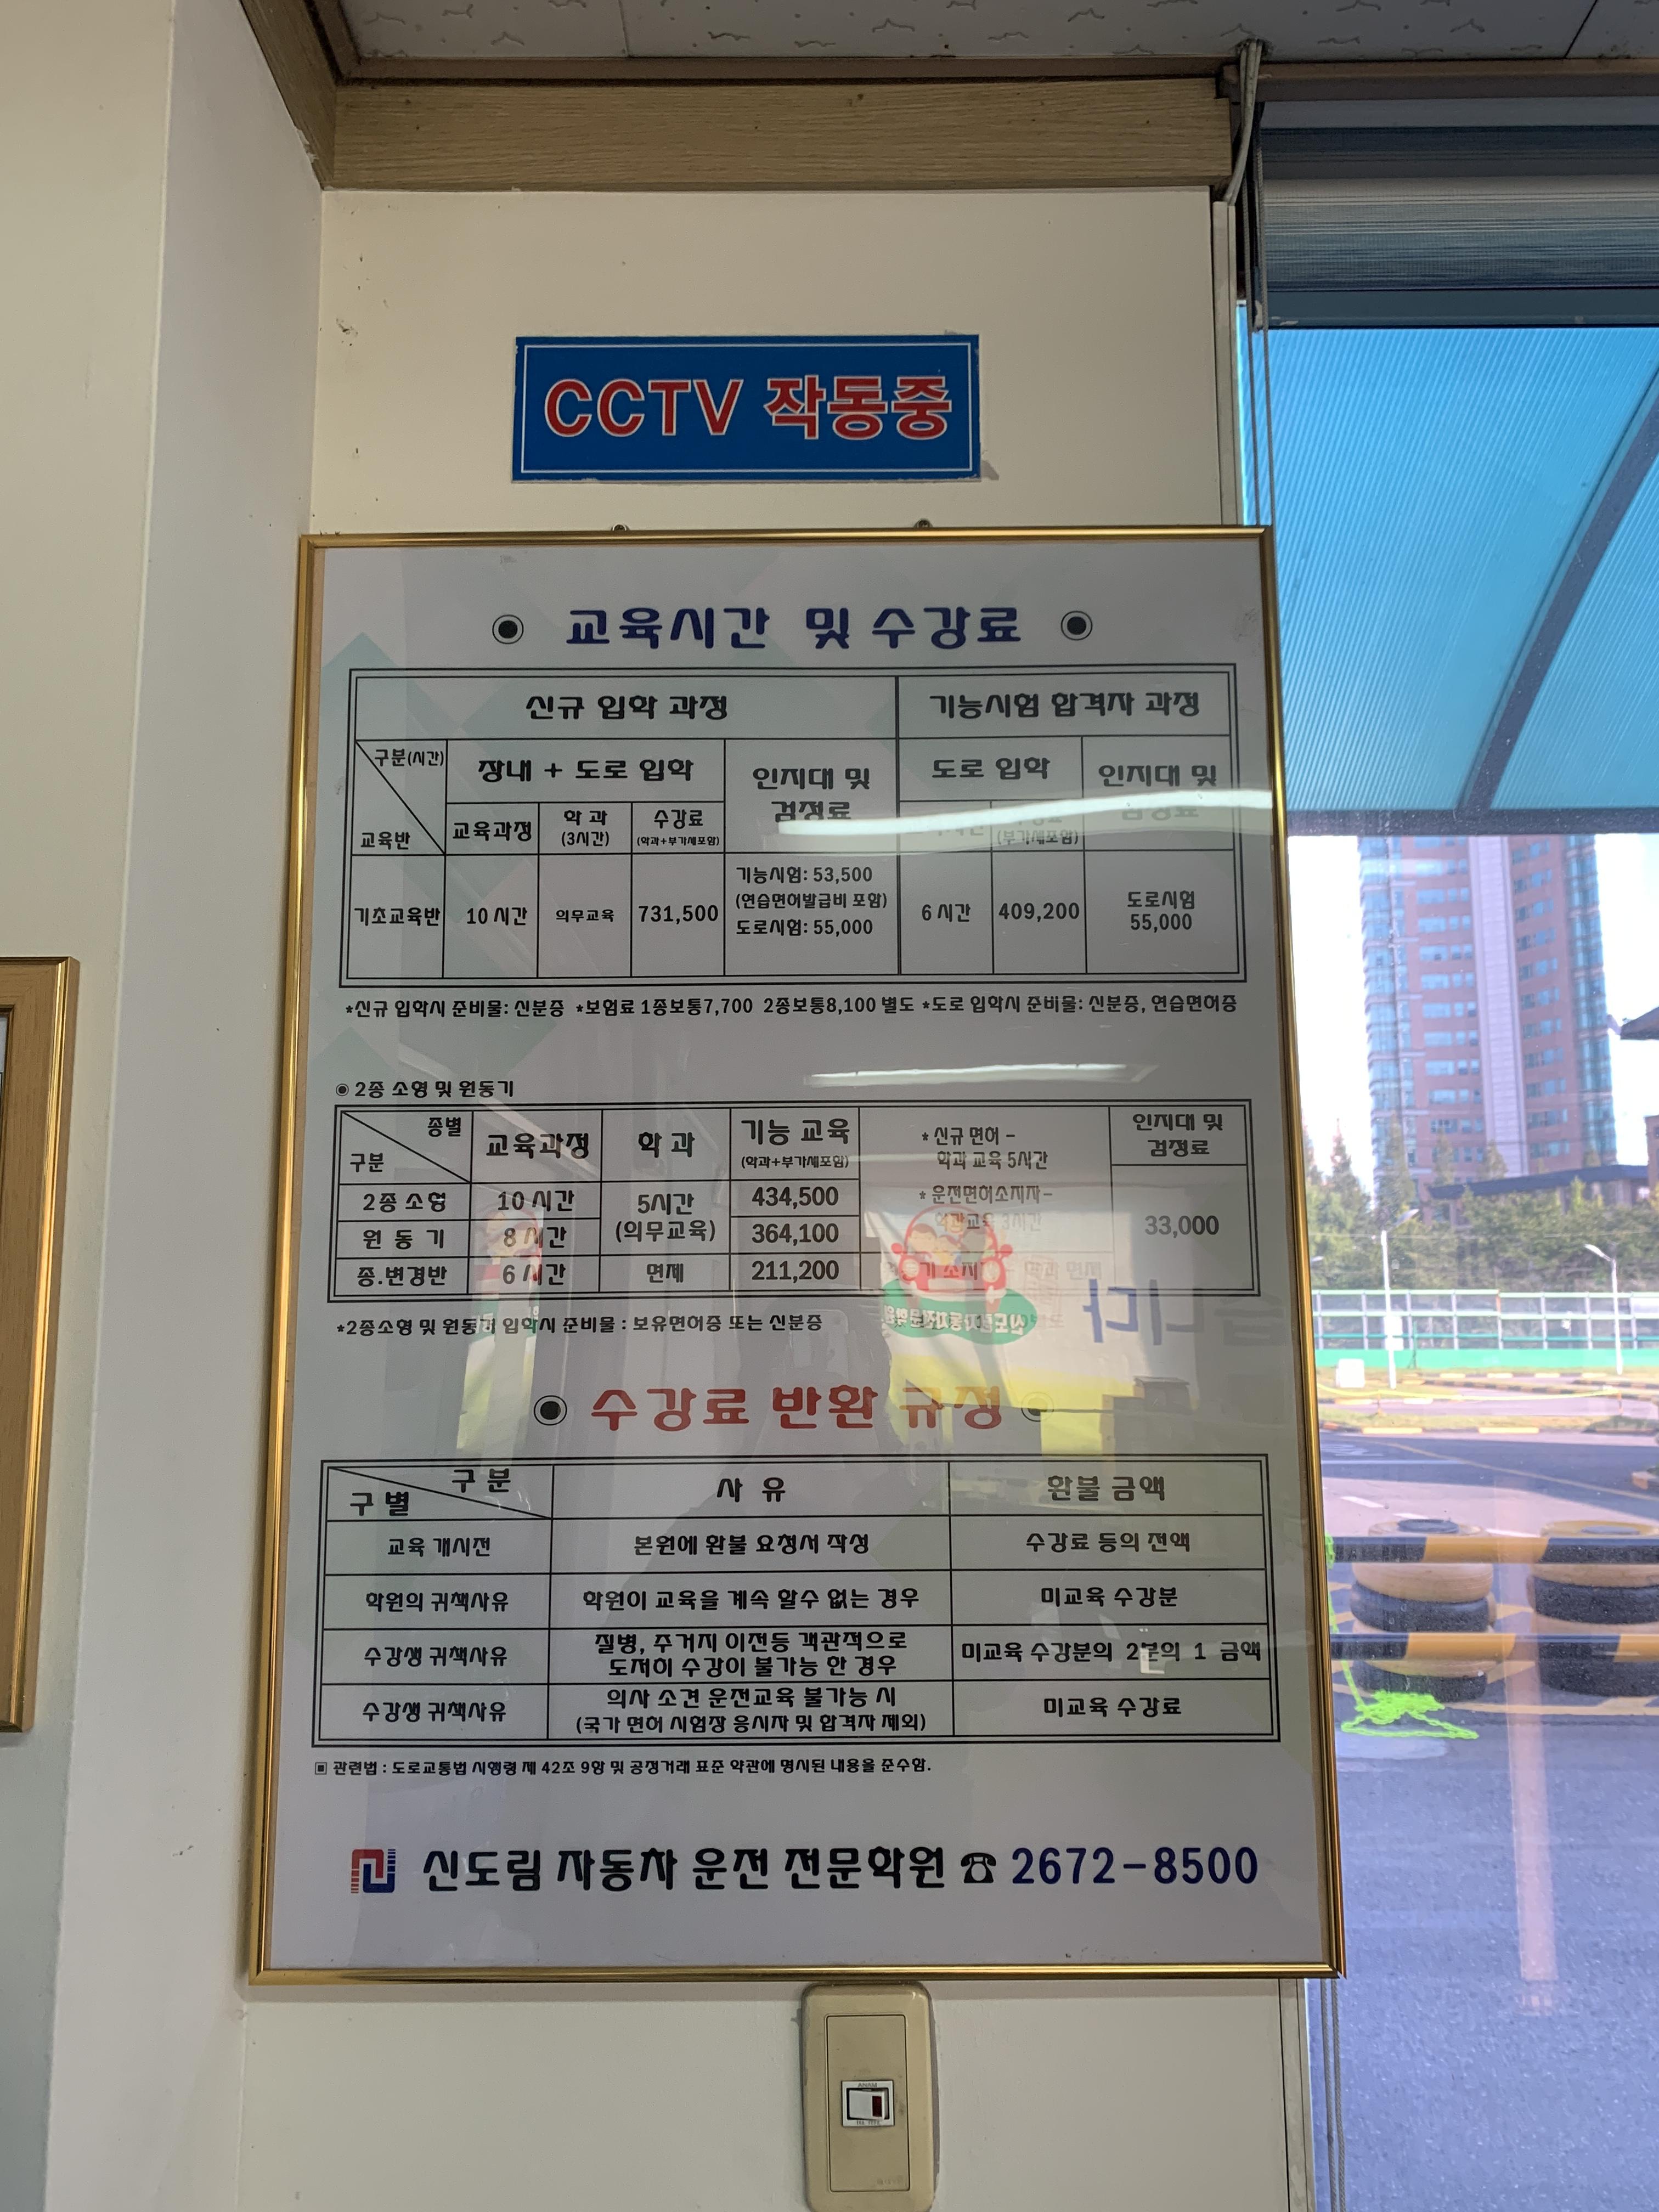 CCTV 작동중
◉ 교육시간 및 수강료 ◉
신규 입학 과정 기능시험 합격자 과정
구분(시간) 장내 + 도로 입학 인지대 및 검정료 도로 입학 인지대 및
교육반 교육과정 학 과 (3시간) 수강료 (학과+부가세포함) (부가세포함)
기초교육반 10 시간 의무교육 731,500 기능시험: 53,500 6 시간 409,200 도로시험
(연습면허발급비 포함) 55,000
도로시험: 55,000
*신규 입학시 준비물: 신분증 *보험료 1종보통7,700 2종보통8,100 별도 *도로 입학시 준비물: 신분증, 연습면허증
◉ 2종 소형 및 원동기
종별 구분 교육과정 학 과 기능 교육 (학과+부가세포함) * 신규 면허 - 인지대 및 검정료
학과 교육 5시간
2종 소형 10 시간 5시간 434,500 * 운전면허소지자- 33,000
원 동 기 8 시간 (의무교육) 364,100 학과교육 3시간
종.변경반 6 시간 면제 211,200
*2종소형 및 원동기 입학시 준비물 : 보유면허증 또는 신분증
◉ 수강료 반환 규정 ◉
구 분 구 별 사 유 환불 금액
교육 개시전 본원에 환불 요청서 작성 수강료 등의 전액
학원의 귀책사유 학원이 교육을 계속 할수 없는 경우 미교육 수강분
수강생 귀책사유 질병, 주거지 이전등 객관적으로 미교육 수강분의 2분의 1 금액
도저히 수강이 불가능 한 경우
수강생 귀책사유 의사 소견 운전교육 불가능 시 미교육 수강료
(국가 면허 시험장 응시자 및 합격자 제외)
▣ 관련법 : 도로교통법 시행령 제 42조 9항 및 공정거래 표준 약관에 명시된 내용을 준수함.
신도림 자동차 운전 전문학원 ☎ 2672-8500